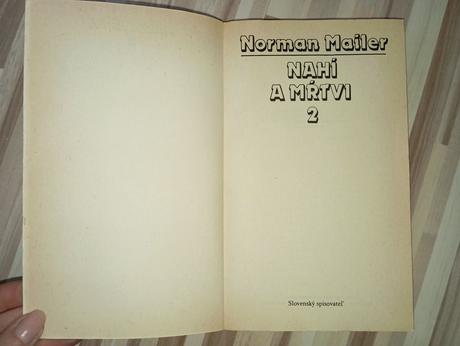 Norman Mailer
NAHÍ
A MŔTVI
2
Slovenský spisovateľ